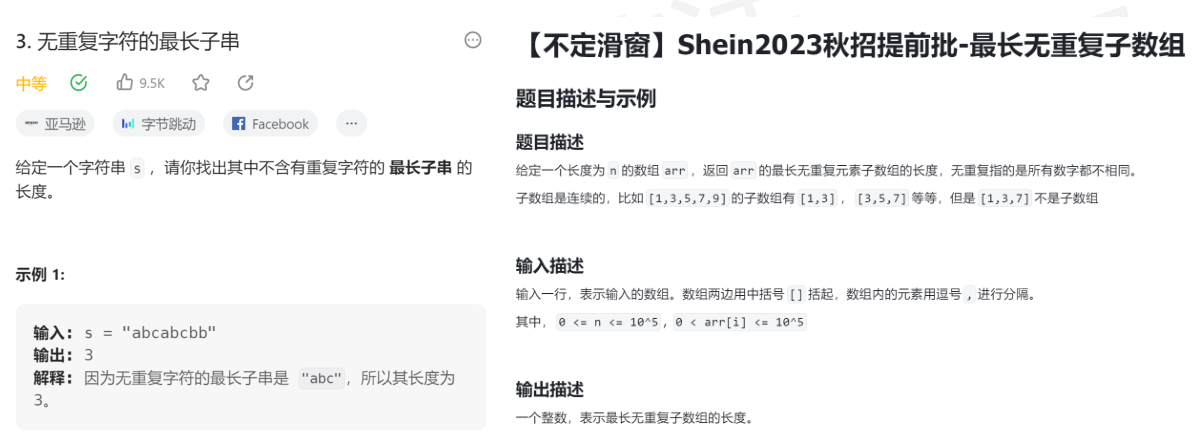 3. 无重复字符的最长子串
中等
9.5K
亚马逊
字节跳动
Facebook
...
给定一个字符串 s ，请你找出其中不含有重复字符的 最长子串 的
长度。
示例 1:
输入: s = "abcabcbb"
输出: 3
解释: 因为无重复字符的最长子串是 "abc"，所以其长度为
3。
【不定滑窗】Shein2023秋招提前批-最长无重复子数组
题目描述与示例
题目描述
给定一个长度为 n 的数组 arr ，返回 arr 的最长无重复元素子数组的长度，无重复指的是所有数字都不相同。
子数组是连续的，比如 [1,3,5,7,9] 的子数组有 [1,3] ， [3,5,7] 等等，但是 [1,3,7] 不是子数组
输入描述
输入一行，表示输入的数组。数组两边用中括号 [] 括起，数组内的元素用逗号 , 进行分隔。
其中， 0 <= n <= 10^5 , 0 < arr[i] <= 10^5
输出描述
一个整数，表示最长无重复子数组的长度。